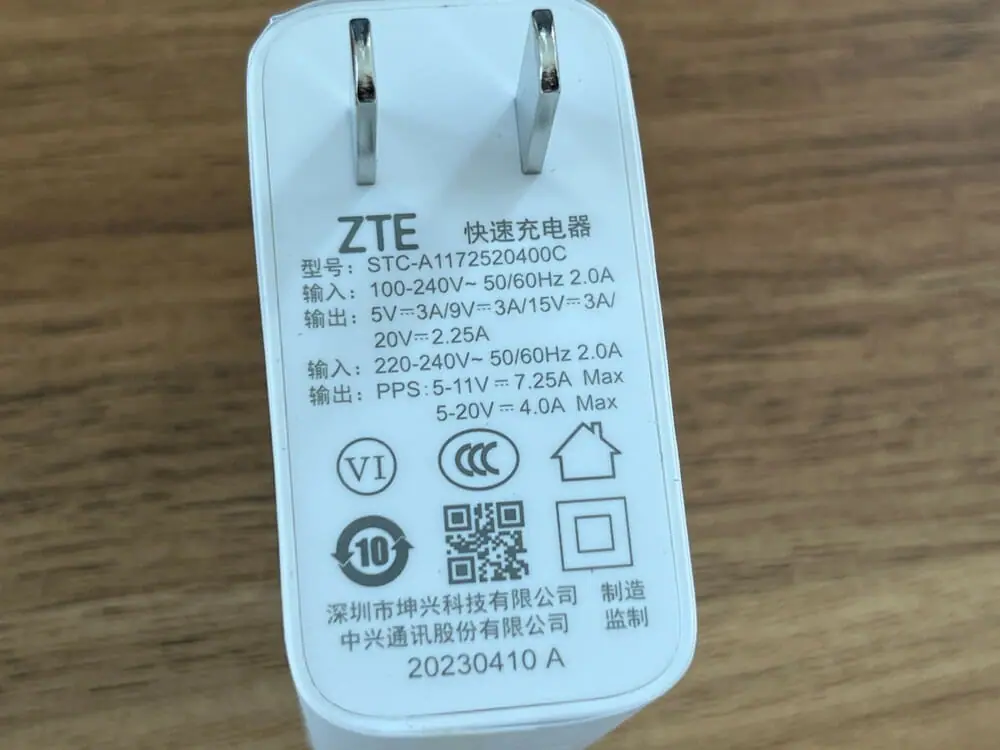 ZTE 快速充电器
型号: STC-A1172520400C
输入: 100-240V~ 50/60Hz 2.0A
输出: 5V⎓3A/9V⎓3A/15V⎓3A/
20V⎓2.25A
输入: 220-240V~ 50/60Hz 2.0A
输出: PPS:5-11V⎓7.25A Max
5-20V⎓4.0A Max
VI CCC
10
深圳市坤兴科技有限公司 制造
中兴通讯股份有限公司 监制
20230410 A